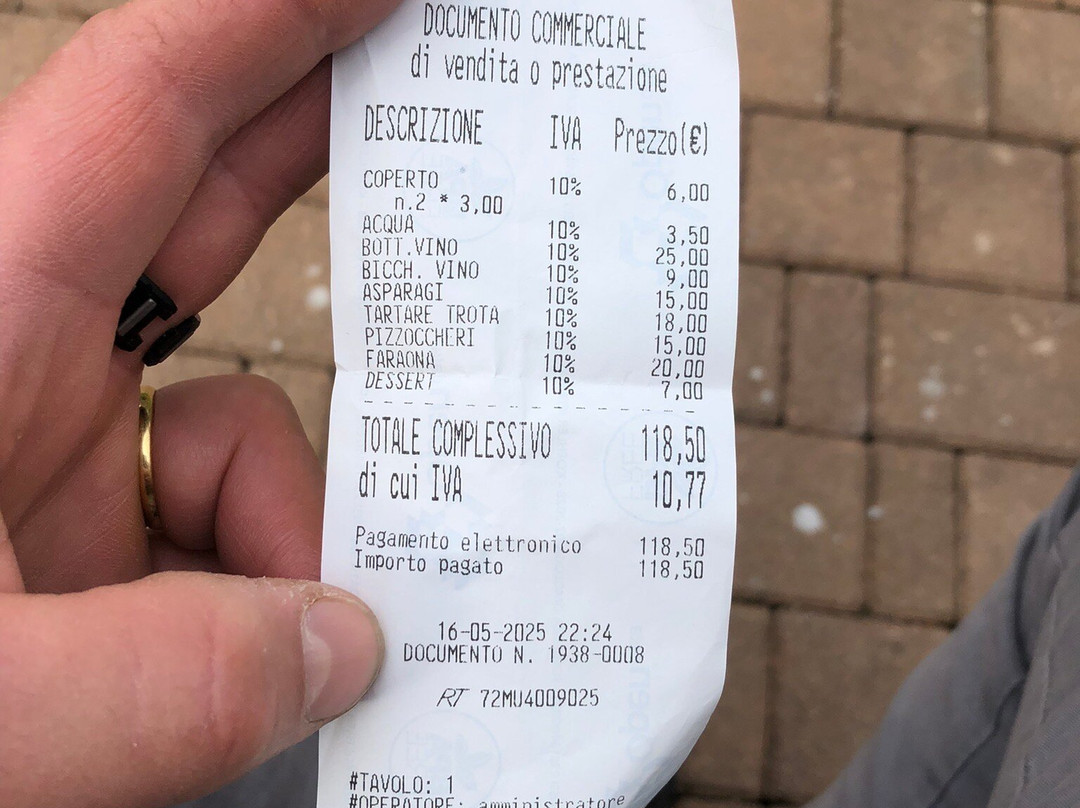 DOCUMENTO COMMERCIALE
di vendita o prestazione
DESCRIZIONE IVA Prezzo(€)
COPERTO 10% 6,00
n.2 * 3,00
ACQUA 10% 3,50
BOTT.VINO 10% 25,00
BICCH. VINO 10% 9,00
ASPARAGI 10% 15,00
TARTARE TROTA 10% 18,00
PIZZOCCHERI 10% 15,00
FARAONA 10% 20,00
DESSERT 10% 7,00
TOTALE COMPLESSIVO 118,50
di cui IVA 10,77
Pagamento elettronico 118,50
Importo pagato 118,50
16-05-2025 22:24
DOCUMENTO N. 1938-0008
RT 72MU4009025
#TAVOLO: 1
#OPERATORE: amministratore